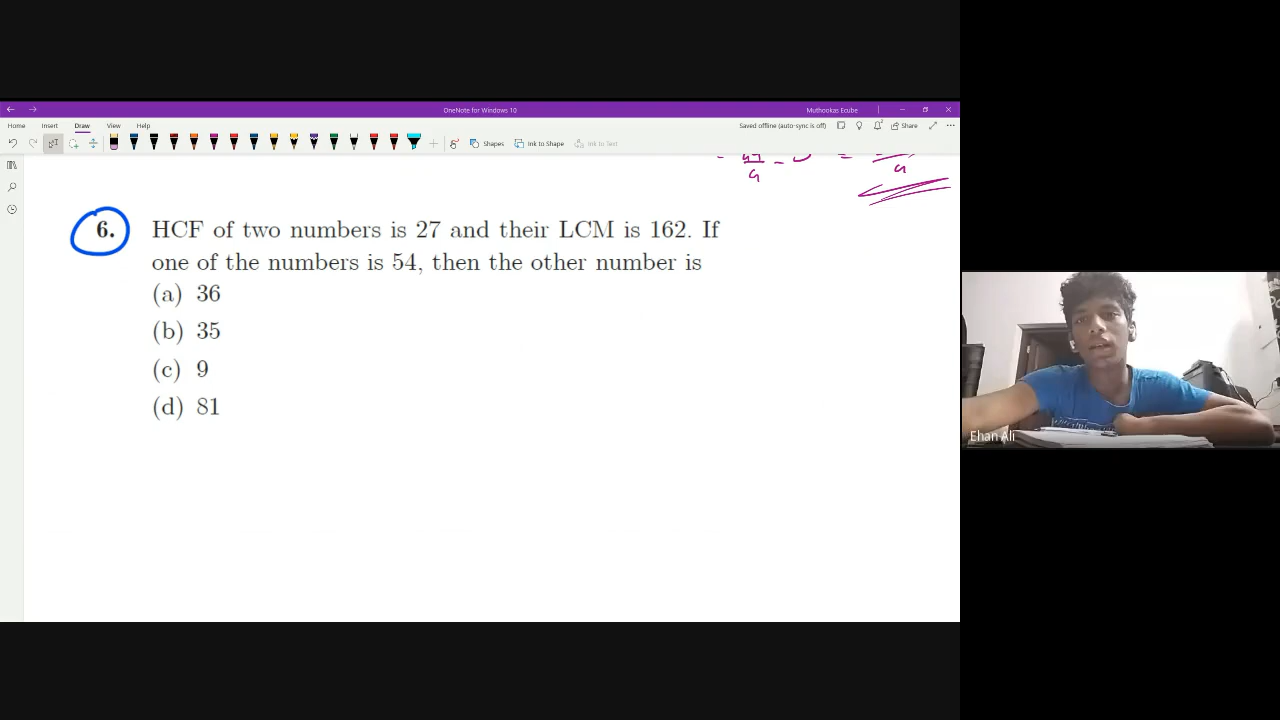 OneNote for Windows 10
Muthookas Ecube
Home Insert Draw View Help
Saved offline (auto-sync is off)
Share
Shapes
Ink to Shape
Ink to Text
a
a
6. HCF of two numbers is 27 and their LCM is 162. If
one of the numbers is 54, then the other number is
(a) 36
(b) 35
(c) 9
(d) 81
Ehan Ali